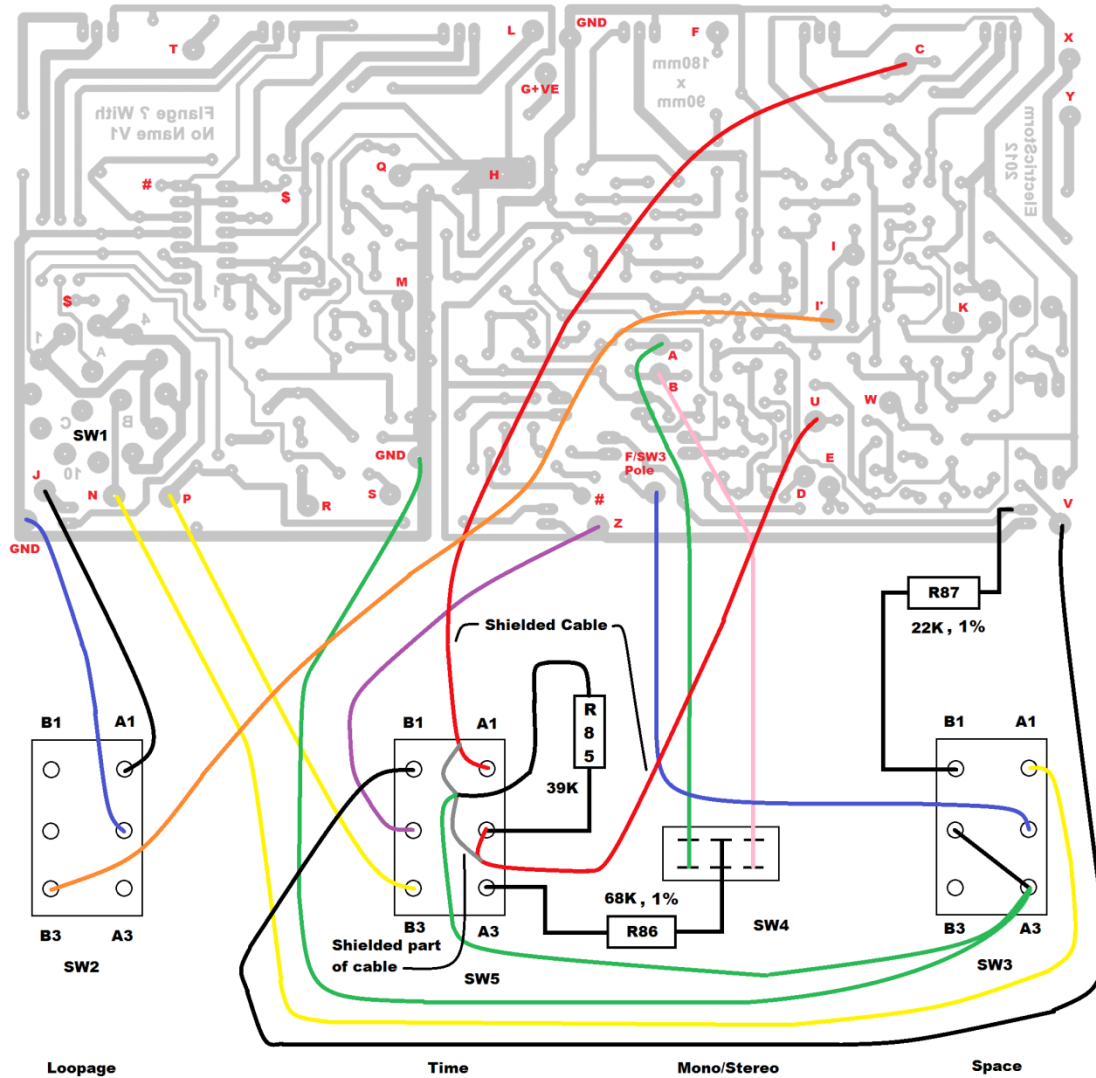 GND
L
F
T
C
X
180mm
x
90mm
G+VE
Y
Flange ? With
No Name V1
2012
ElectricStorm
Q
H
#
$
I
M
1
$
I'
K
1
4
A
A
B
W
U
C
B
SW1
10
GND
F/SW3
Pole
E
J
N
P
R
S
#
D
V
Z
GND
R87
22K, 1%
Shielded Cable
B1
A1
B1
A1
R
8
5
B1
A1
39K
68K, 1%
SW4
R86
B3
A3
B3
A3
B3
A3
Shielded part
of cable
SW2
SW5
SW3
Loopage
Time
Mono/Stereo
Space